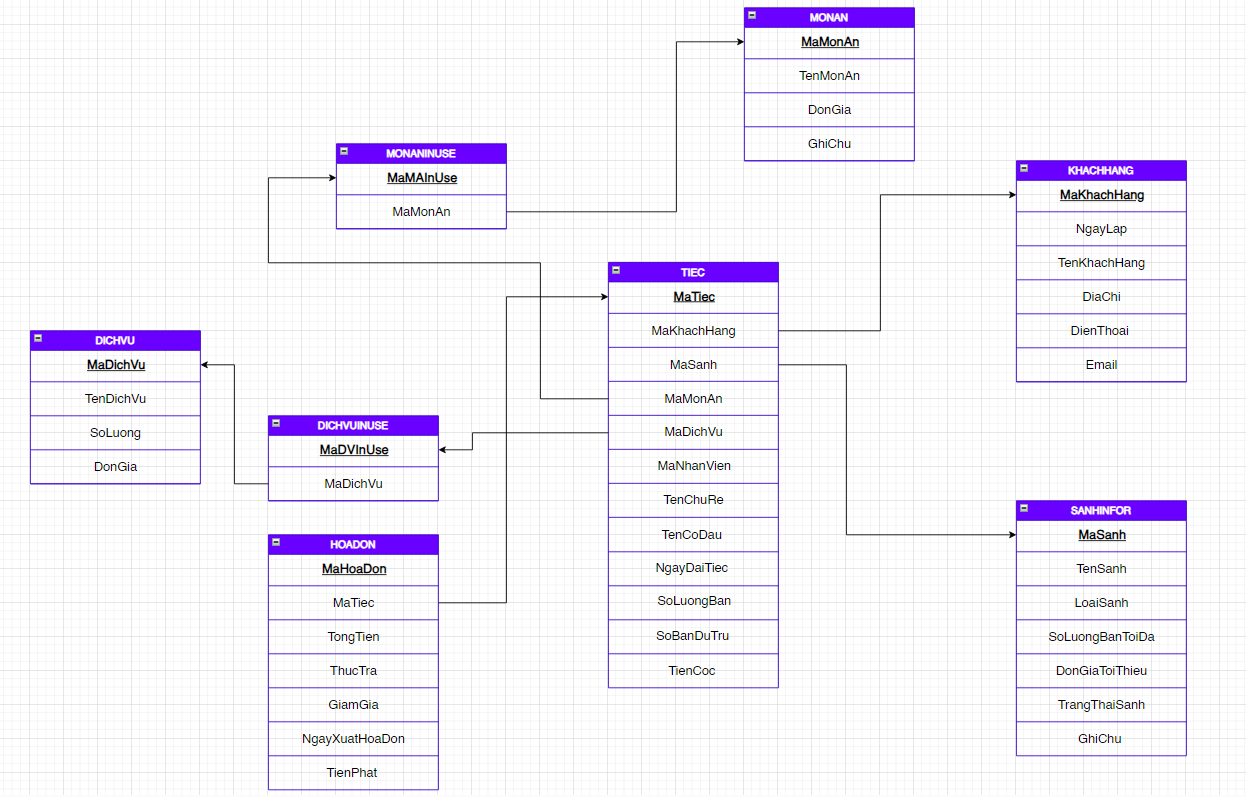 MONAN
MaMonAn
TenMonAn
DonGia
GhiChu
MONANINUSE
MaMAInUse
MaMonAn
KHACHHANG
MaKhachHang
NgayLap
TenKhachHang
DiaChi
DienThoai
Email
TIEC
MaTiec
MaKhachHang
MaSanh
MaMonAn
MaDichVu
MaNhanVien
TenChuRe
TenCoDau
NgayDaiTiec
SoLuongBan
SoBanDuTru
TienCoc
DICHVU
MaDichVu
TenDichVu
SoLuong
DonGia
DICHVUINUSE
MaDVInUse
MaDichVu
HOADON
MaHoaDon
MaTiec
TongTien
ThucTra
GiamGia
NgayXuatHoaDon
TienPhat
SANHINFOR
MaSanh
TenSanh
LoaiSanh
SoLuongBanToiDa
DonGiaToiThieu
TrangThaiSanh
GhiChu